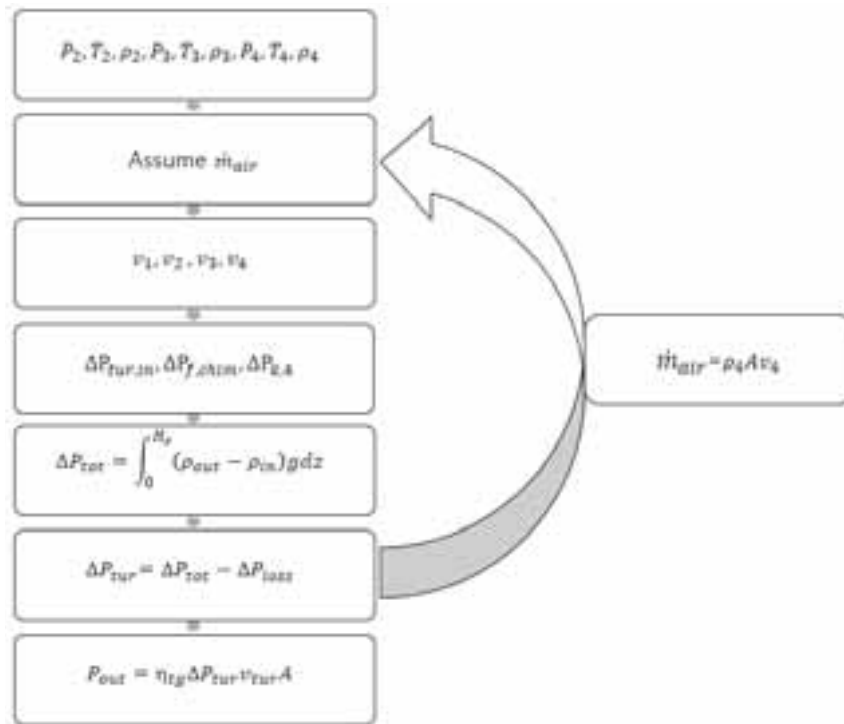 P₂, T₂, ρ₂, P₃, T₃, ρ₃, P₄, T₄, ρ₄
Assume ṁ_air
v₁, v₂, v₃, v₄
ΔP_tur.in, ΔP_f.chim, ΔP_k.4
ΔP_tot = ∫₀^H_c (ρ_out − ρ_in)gdz
ΔP_tur = ΔP_tot − ΔP_loss
P_out = η_tg ΔP_tur v_tur A
ṁ_air = ρ₄Av₄